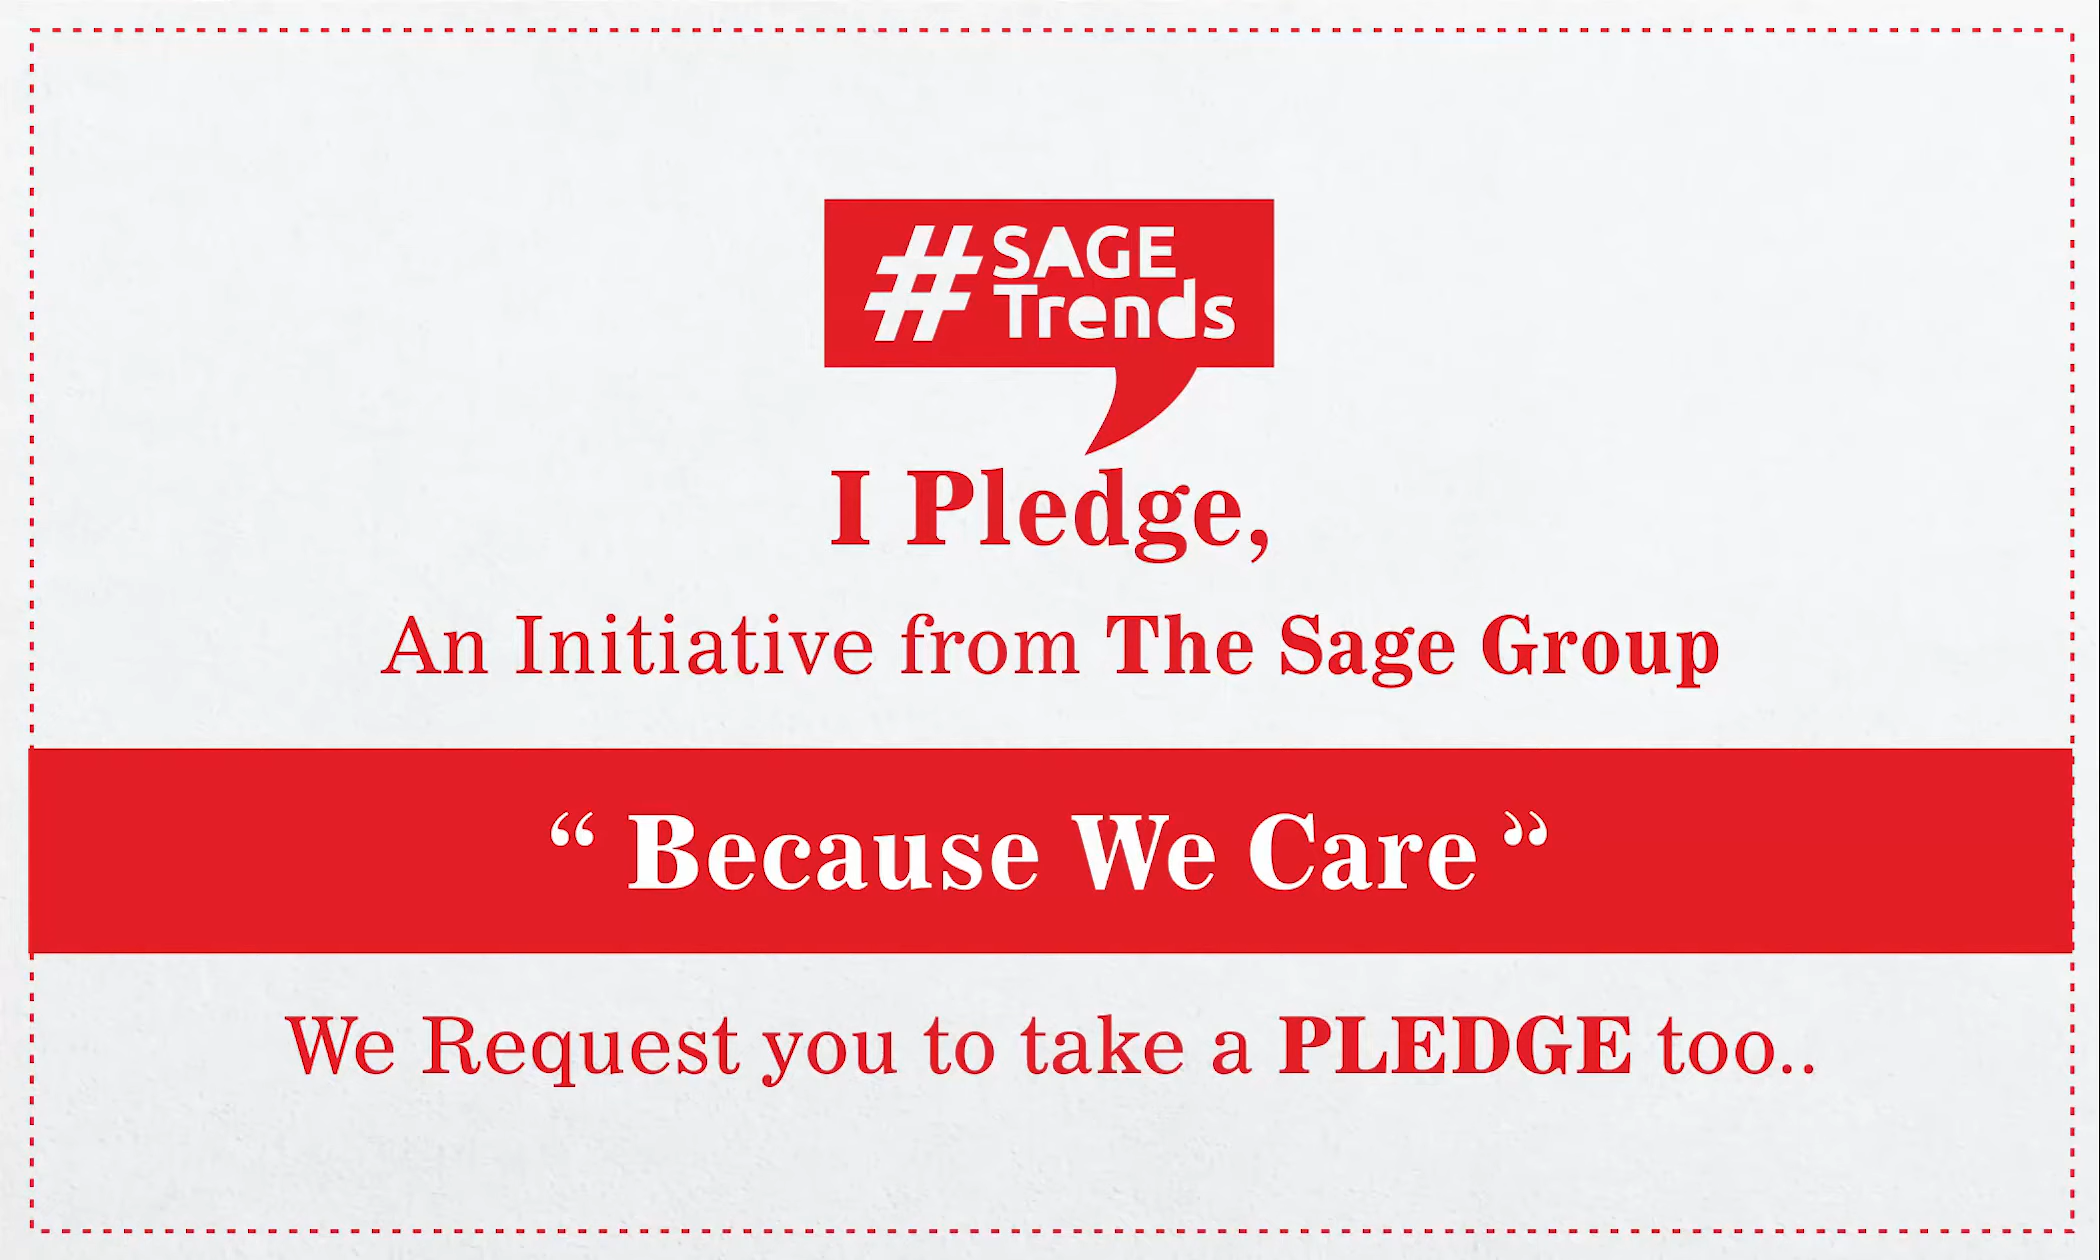 #SAGE
Trends
I Pledge,
An Initiative from The Sage Group
“ Because We Care ”
We Request you to take a PLEDGE too..